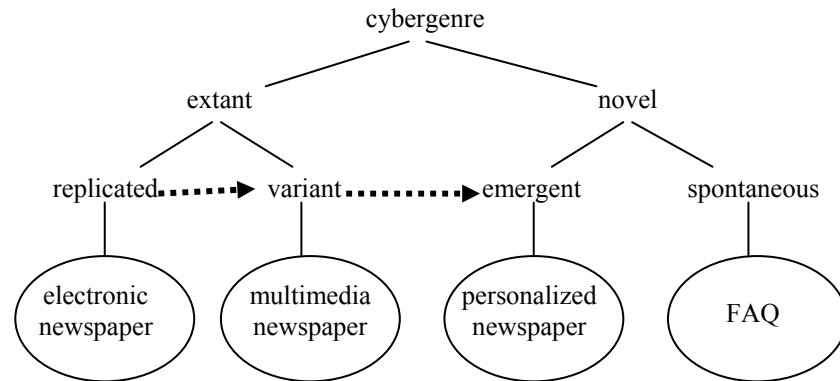 cybergenre
extant novel
replicated variant emergent spontaneous
electronic
newspaper
multimedia
newspaper
personalized
newspaper
FAQ